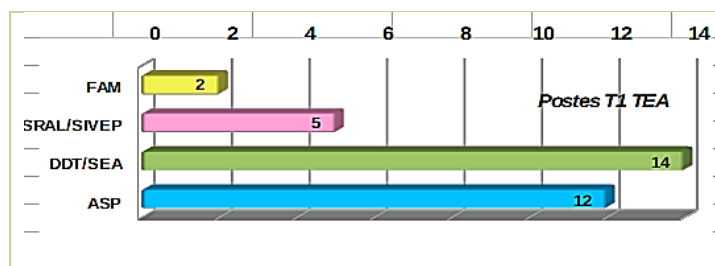 0 2 4 6 8 10 12 14
FAM 2
Postes T1 TEA
SRAL/SIVEP 5
DDT/SEA 14
ASP 12